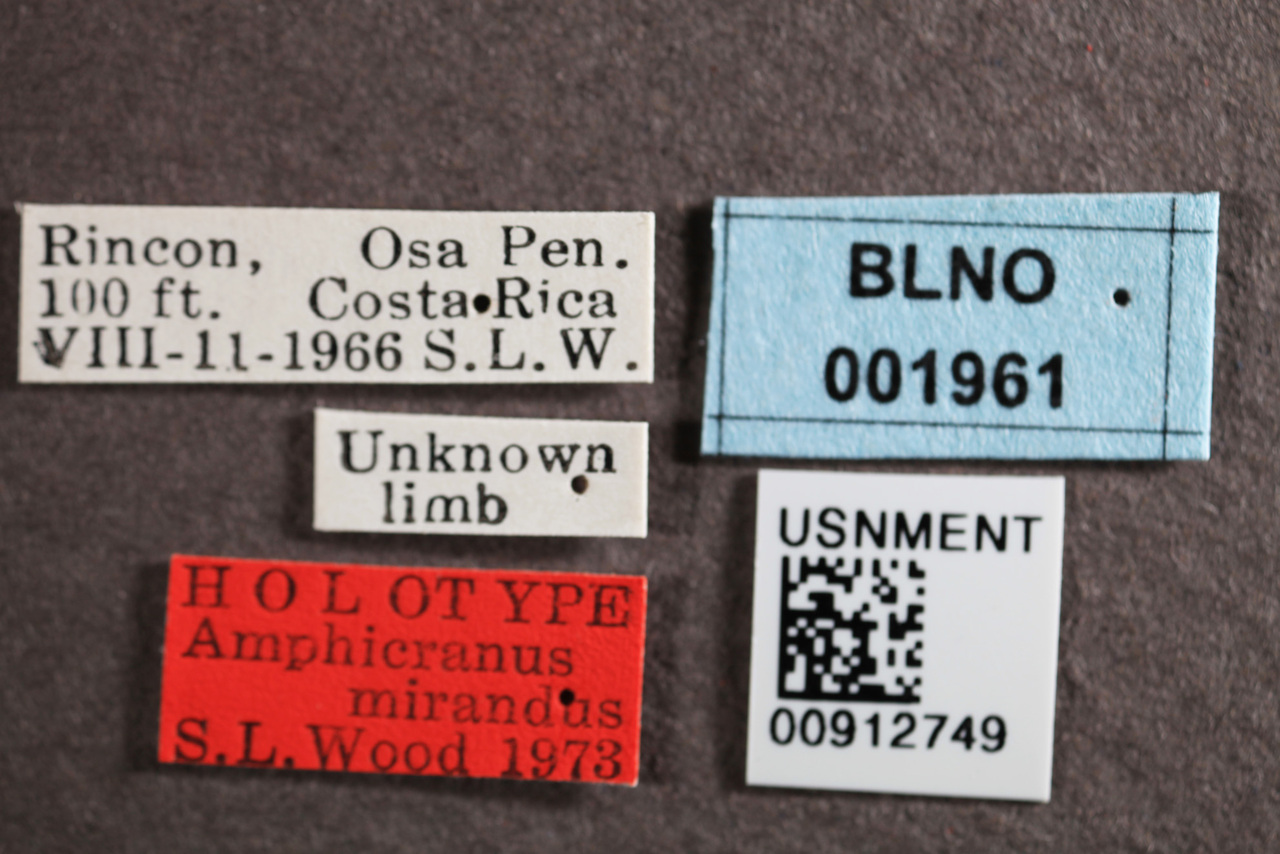 Rincon, Osa Pen.
100 ft. Costa Rica
VIII-11-1966 S.L.W.
Unknown
limb
HOLOTYPE
Amphicranus
mirandus
S.L.Wood 1973
BLNO
001961
USNMENT
00912749